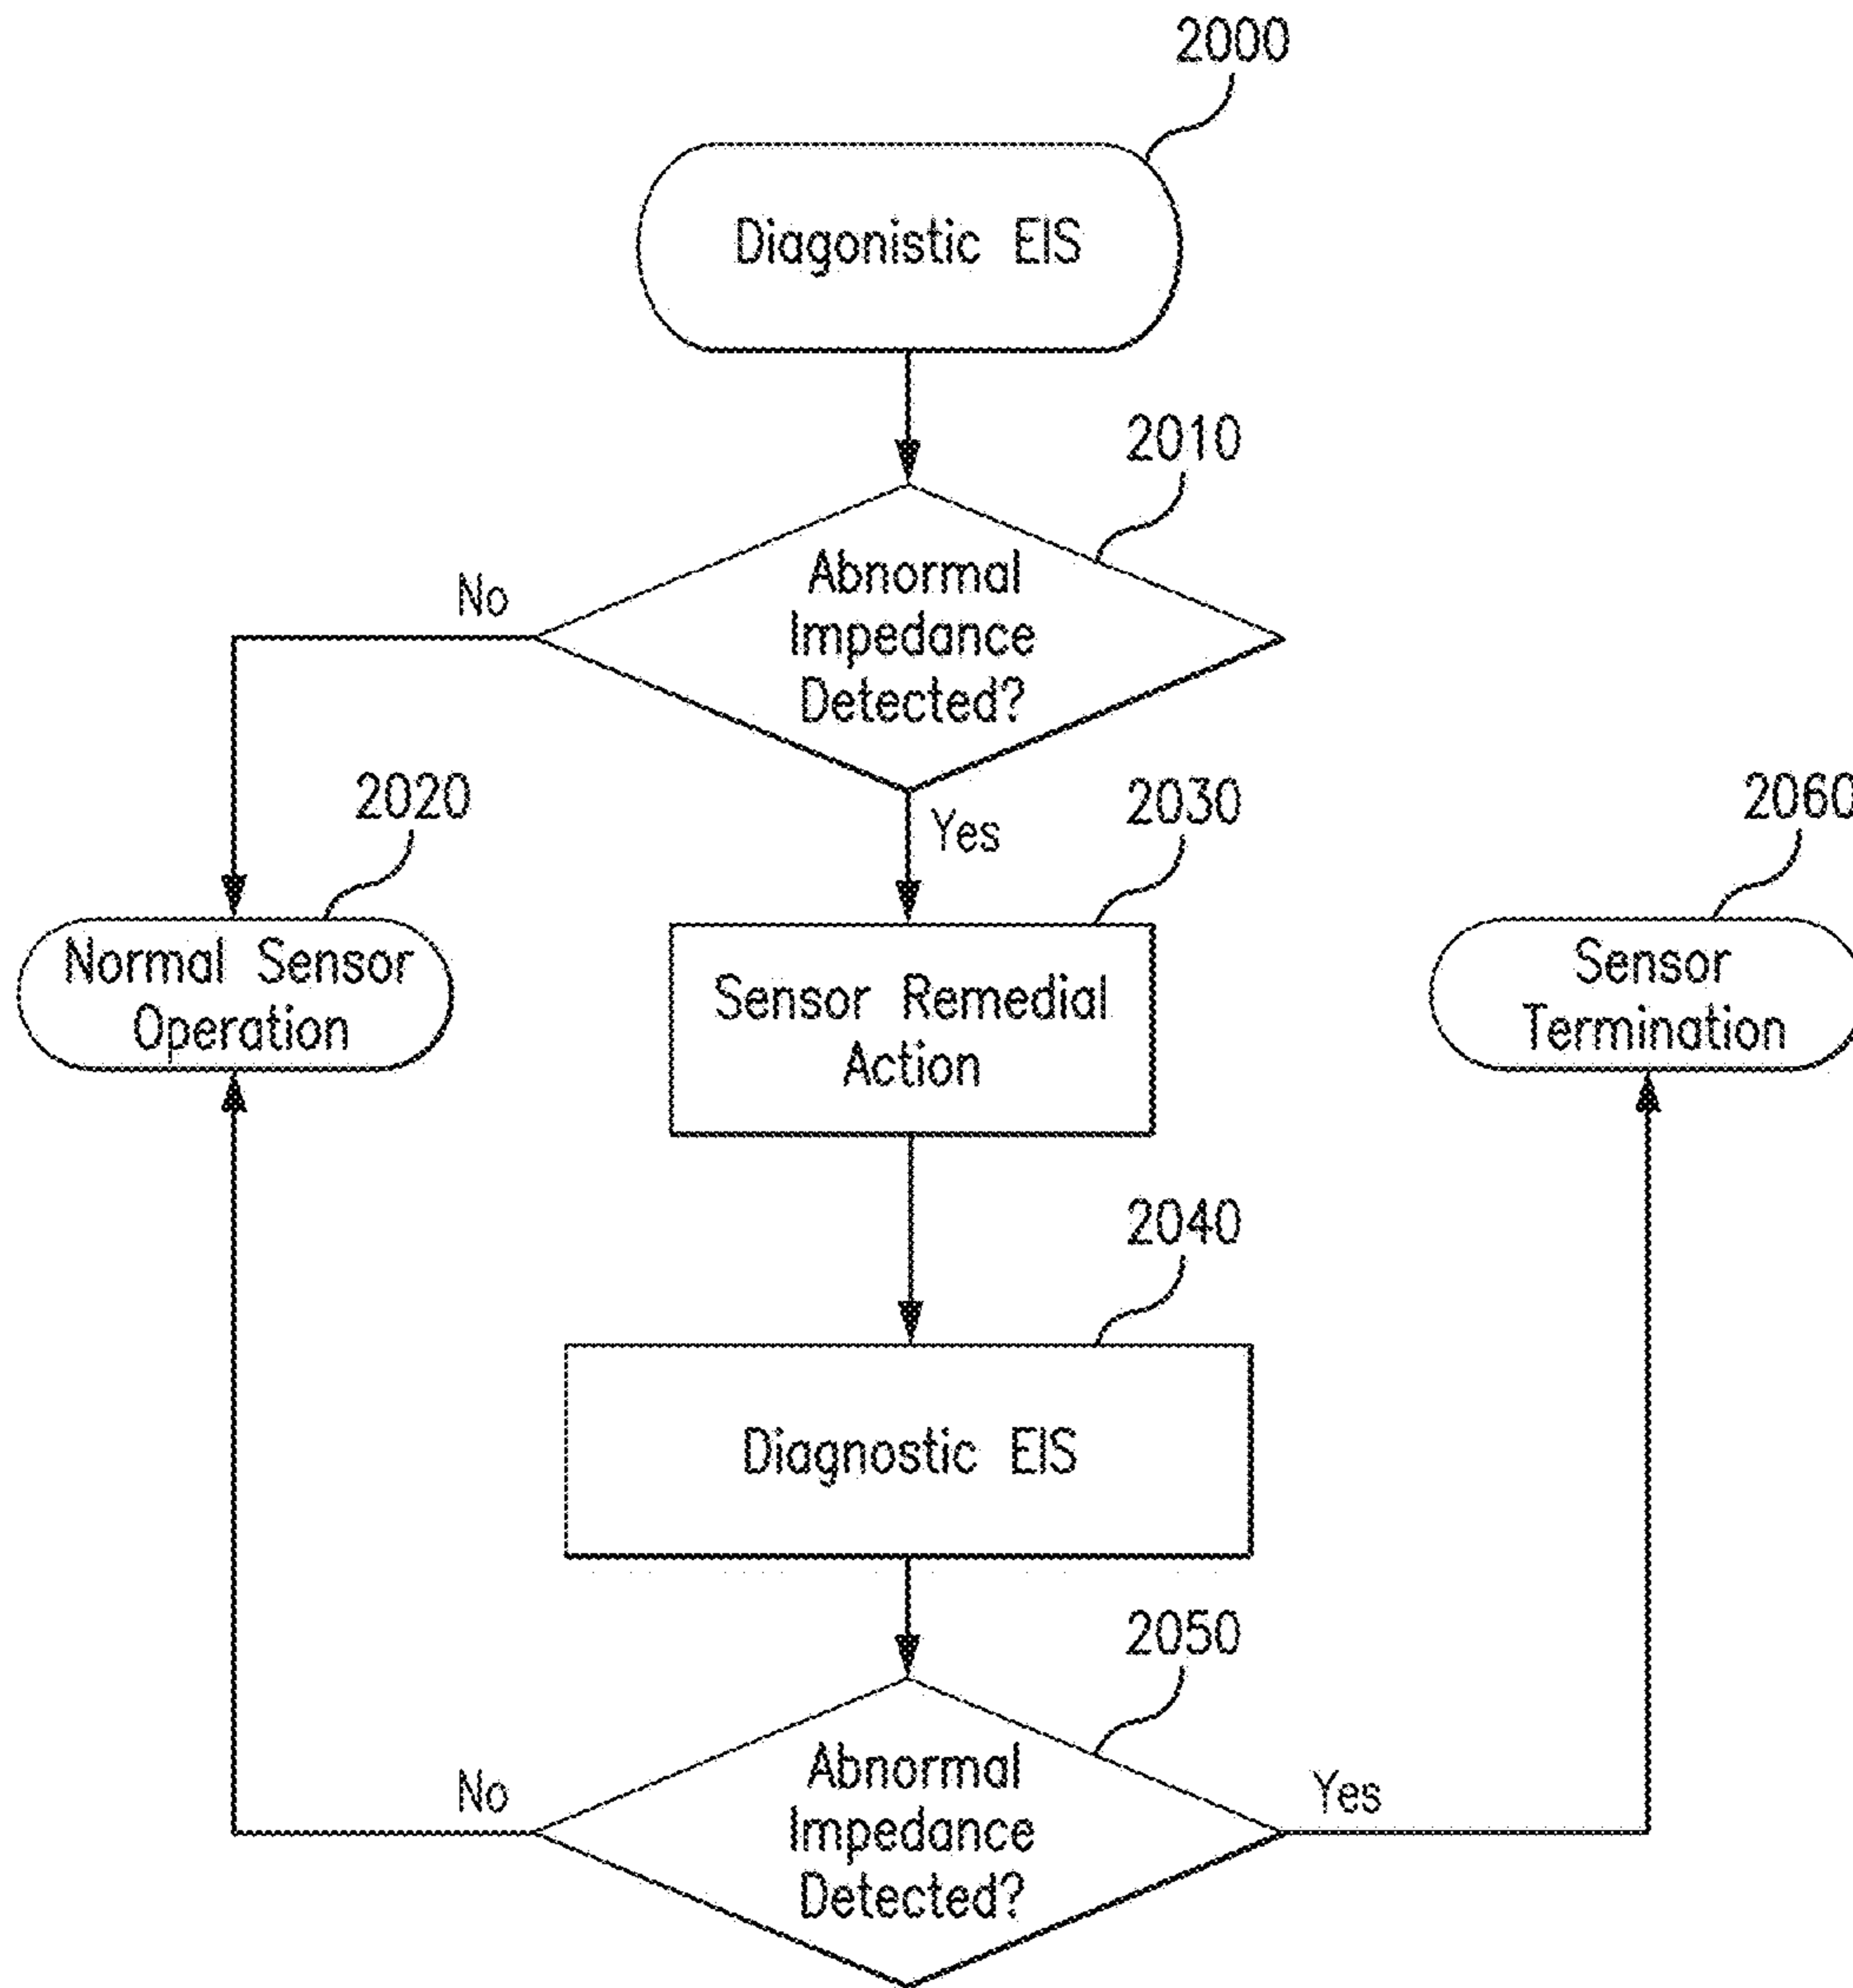 2000
Diagonistic EIS
2010
Abnormal
Impedance
Detected?
No
Yes
2020
2030
2060
Normal Sensor
Operation
Sensor Remedial
Action
Sensor
Termination
2040
Diagnostic EIS
2050
Abnormal
Impedance
Detected?
No
Yes